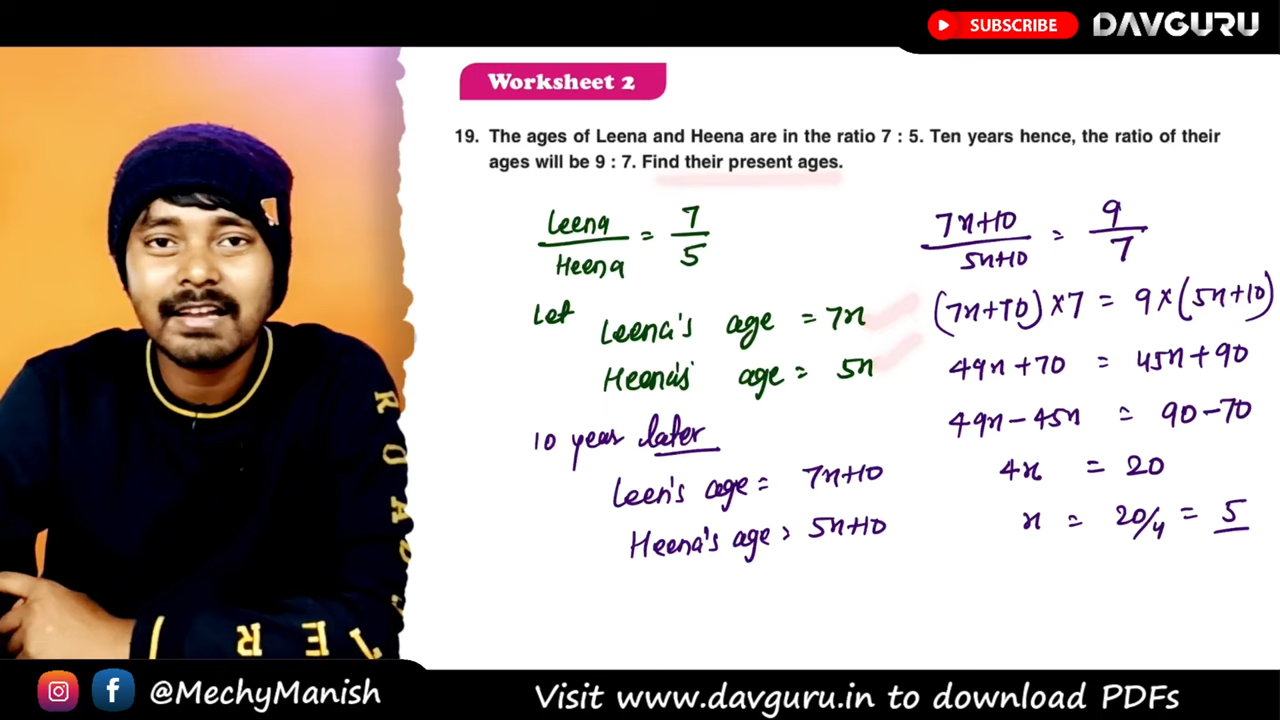 SUBSCRIBE DAVGURU
Worksheet 2
19. The ages of Leena and Heena are in the ratio 7 : 5. Ten years hence, the ratio of their
ages will be 9 : 7. Find their present ages.
Leena / Heena = 7 / 5
Let Leena's age = 7x
Heena's age = 5x
10 year later
Leen's age = 7x+10
Heena's age = 5x+10
7x+10 / 5x+10 = 9 / 7
(7x+10) × 7 = 9 × (5x+10)
49x + 70 = 45x + 90
49x - 45x = 90 - 70
4x = 20
x = 20/4 = 5
@MechyManish
Visit www.davguru.in to download PDFs